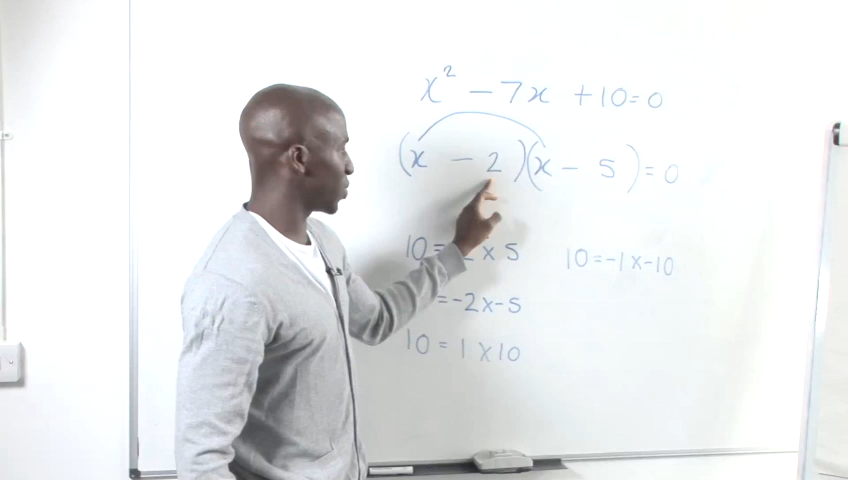 x² - 7x + 10 = 0
(x - 2)(x - 5) = 0
10 = 2 x 5
10 = -1 x -10
= -2 x -5
10 = 1 x 10